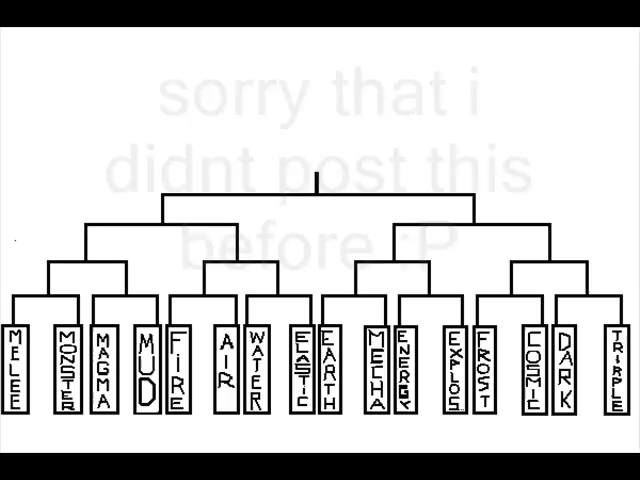 sorry that i
didnt post this
before :P
MELEE
MONSTER
MAGMA
MUD
FiRE
AIR
WATER
ELASTIC
EARTH
MECHA
ENERGY
EXPLOS...
FROST
COSMIC
DARK
TRIAPLE